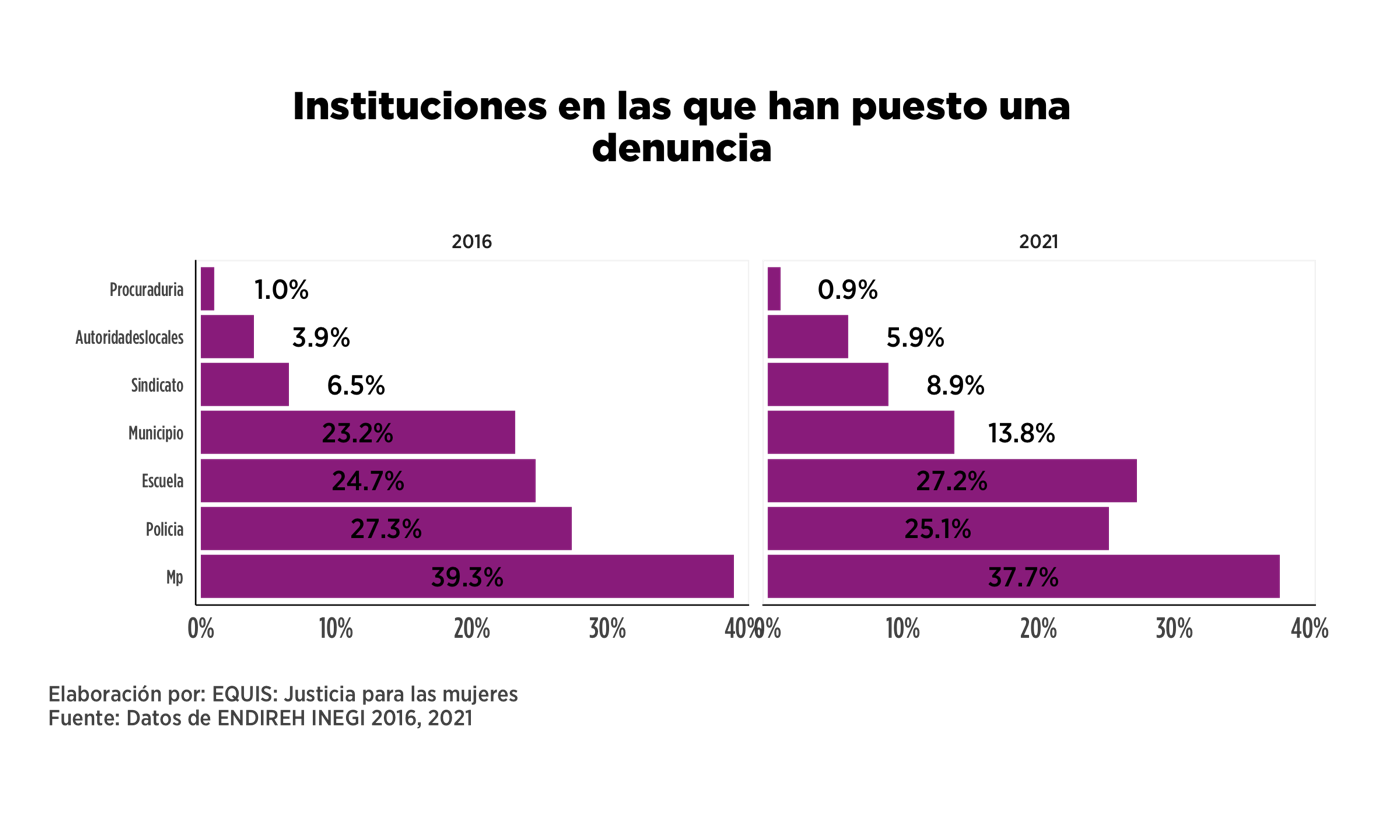 Instituciones en las que han puesto una
denuncia
2016
2021
Procuraduria
1.0%
0.9%
Autoridadeslocales
3.9%
5.9%
Sindicato
6.5%
8.9%
Municipio
23.2%
13.8%
Escuela
24.7%
27.2%
Policia
27.3%
25.1%
Mp
39.3%
37.7%
0% 10% 20% 30% 40%
0% 10% 20% 30% 40%
Elaboración por: EQUIS: Justicia para las mujeres
Fuente: Datos de ENDIREH INEGI 2016, 2021